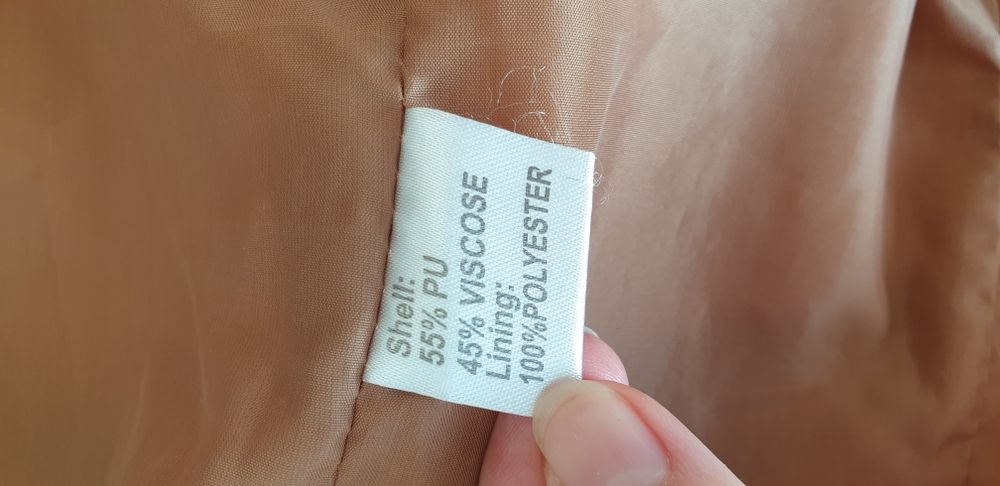 Shell:
55% PU
45% VISCOSE
Lining:
100%POLYESTER